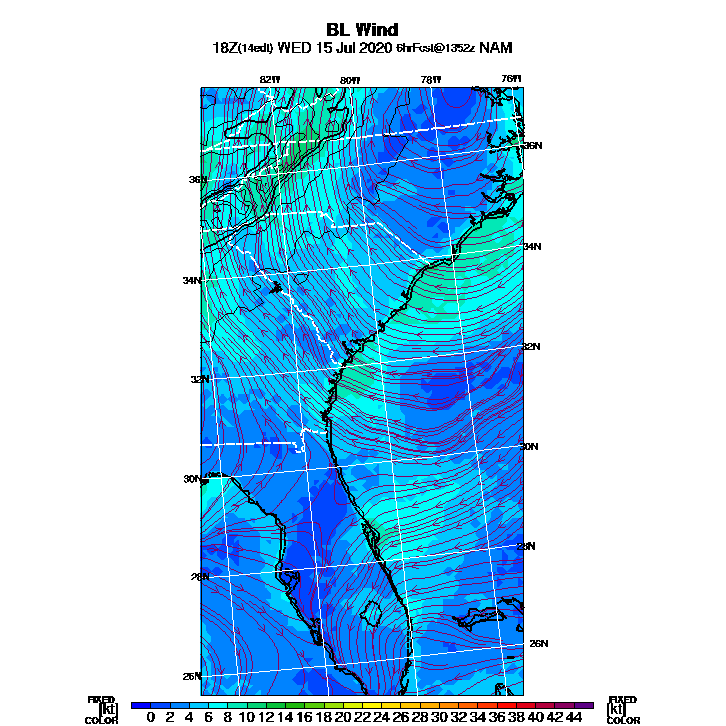 BL Wind
18Z(14edt) WED 15 Jul 2020 6hrFcst@1352z NAM
82W 80W 78W 76W
36N
36N
34N
34N
32N
32N
30N
30N
28N
28N
26N
26N
FIXED FIXED
[kt] 0 2 4 6 8 10 12 14 16 18 20 22 24 26 28 30 32 34 36 38 40 42 44 [kt]
COLOR COLOR